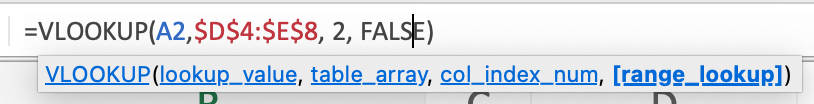 =VLOOKUP(A2,$D$4:$E$8, 2, FALSE)
VLOOKUP(lookup_value, table_array, col_index_num, [range_lookup])
B C D